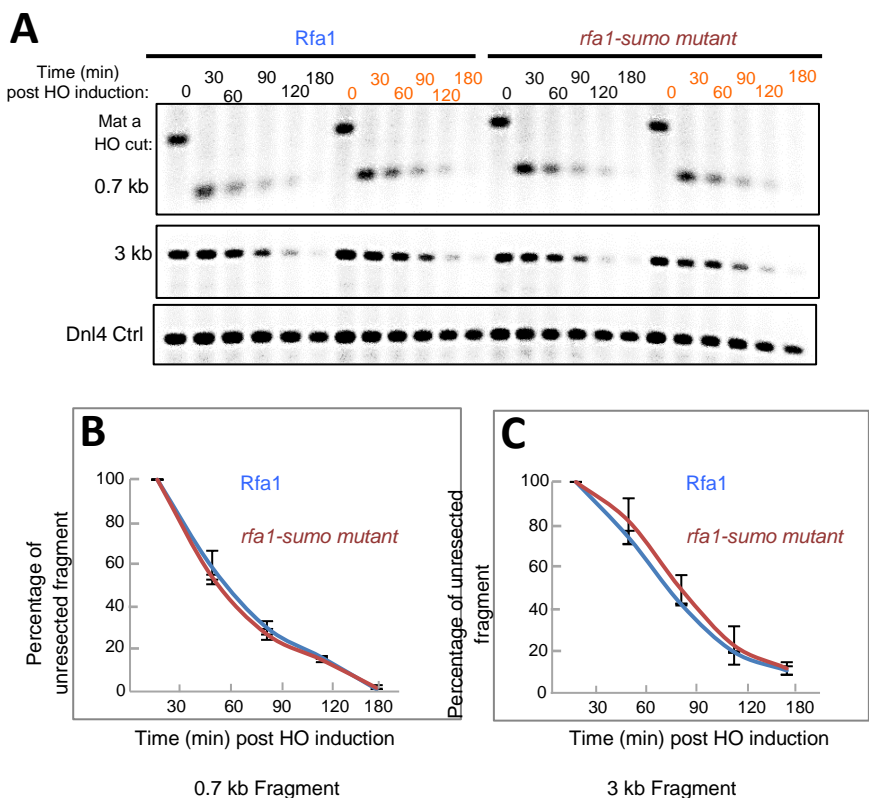 A
Rfa1
rfa1-sumo mutant
Time (min)
post HO induction:
0 30 60 90 120 180 0 30 60 90 120 180 0 30 60 90 120 180 0 30 60 90 120 180
Mat a
HO cut:
0.7 kb
3 kb
Dnl4 Ctrl
B
Percentage of
unresected fragment
100
80
60
40
20
0
Rfa1
rfa1-sumo mutant
30 60 90 120 180
Time (min) post HO induction
0.7 kb Fragment
C
Percentage of unresected
fragment
100
80
60
40
20
0
Rfa1
rfa1-sumo mutant
30 60 90 120 180
Time (min) post HO induction
3 kb Fragment